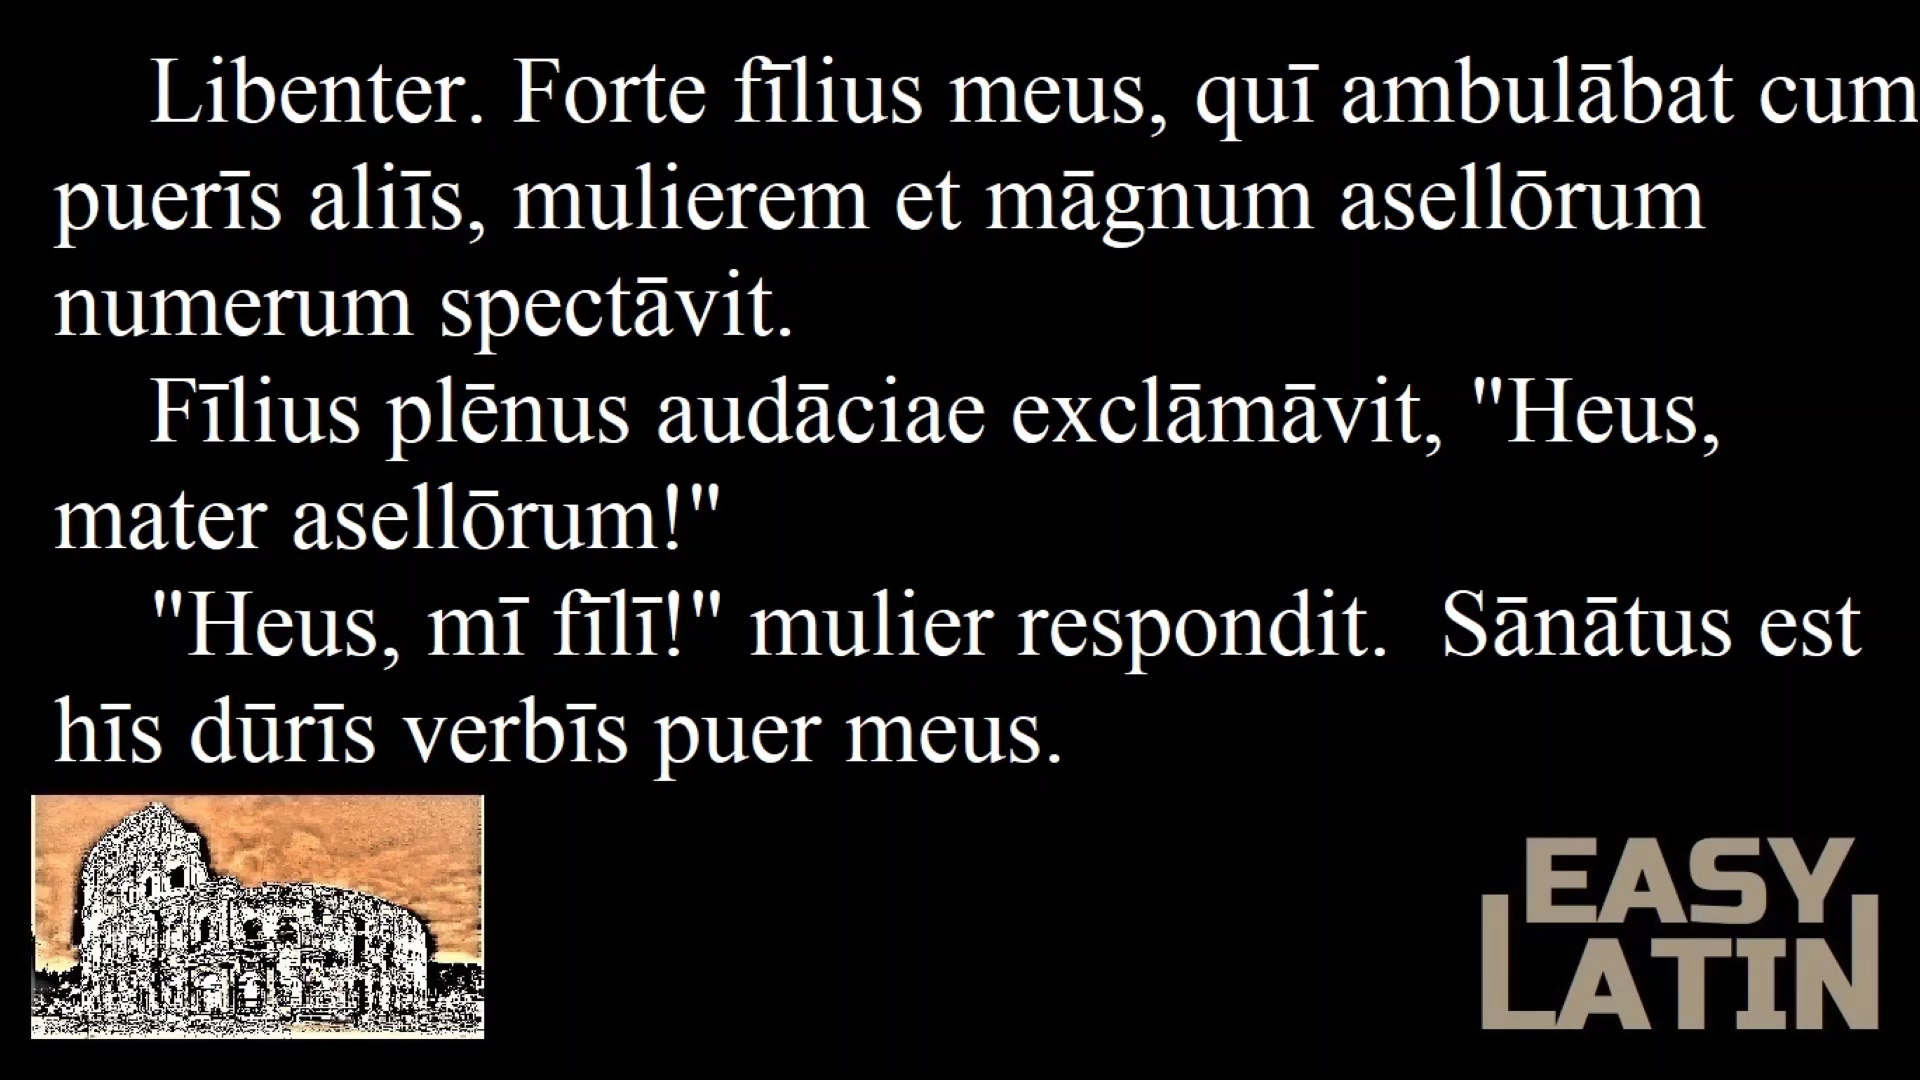 Libenter. Forte fīlius meus, quī ambulābat cum
puerīs aliīs, mulierem et māgnum asellōrum
numerum spectāvit.
Fīlius plēnus audāciae exclāmāvit, "Heus,
mater asellōrum!"
"Heus, mī fīlī!" mulier respondit.  Sānātus est
hīs dūrīs verbīs puer meus.
EASY
LATIN